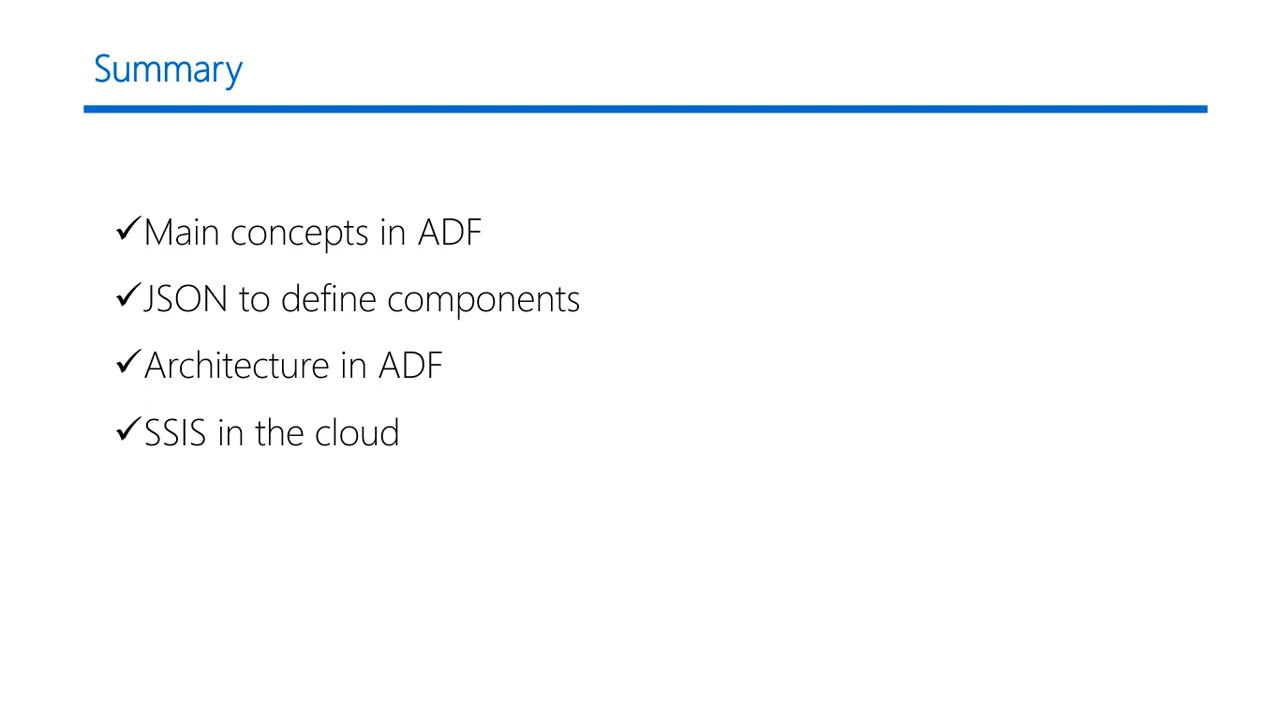 Summary
✓Main concepts in ADF
✓JSON to define components
✓Architecture in ADF
✓SSIS in the cloud